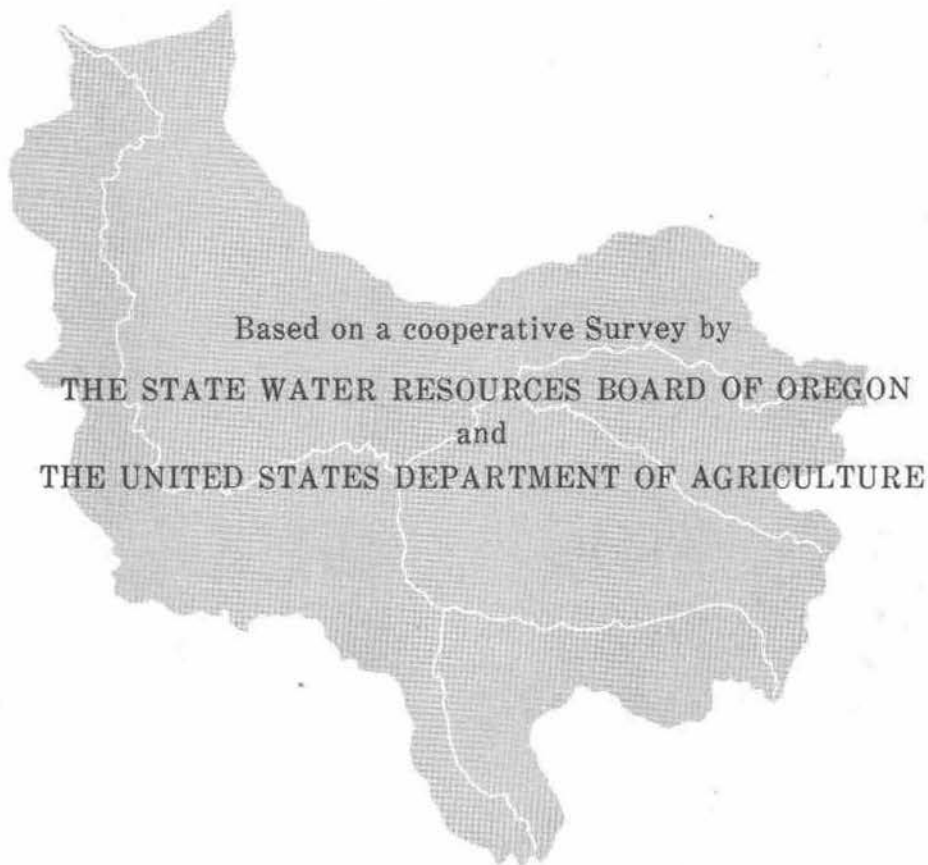 Based on a cooperative Survey by
THE STATE WATER RESOURCES BOARD OF OREGON
and
THE UNITED STATES DEPARTMENT OF AGRICULTURE